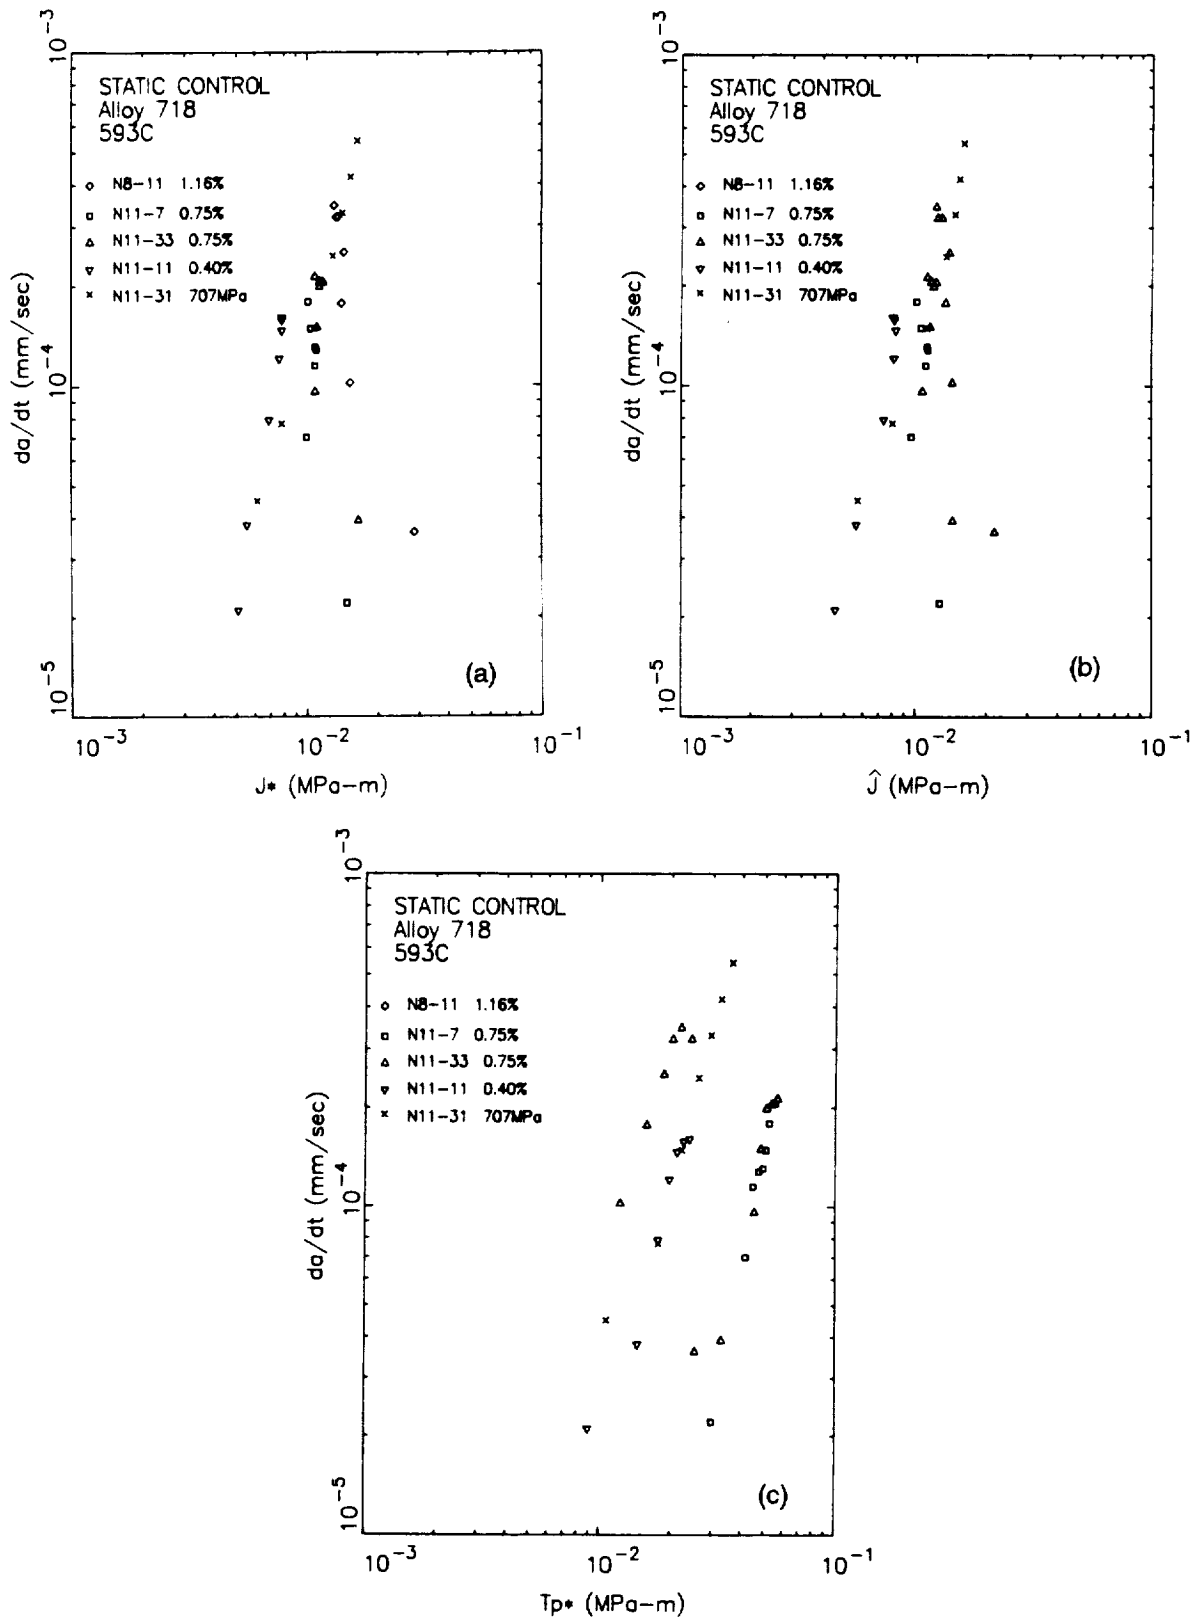 STATIC CONTROL
Alloy 718
593C
N8-11 1.16%
N11-7 0.75%
N11-33 0.75%
N11-11 0.40%
N11-31 707MPa
10^-3
10^-4
10^-5
da/dt (mm/sec)
(a)
10^-3 10^-2 10^-1
J* (MPa-m)
STATIC CONTROL
Alloy 718
593C
N8-11 1.16%
N11-7 0.75%
N11-33 0.75%
N11-11 0.40%
N11-31 707MPa
10^-3
10^-4
10^-5
da/dt (mm/sec)
(b)
10^-3 10^-2 10^-1
Ĵ (MPa-m)
STATIC CONTROL
Alloy 718
593C
N8-11 1.16%
N11-7 0.75%
N11-33 0.75%
N11-11 0.40%
N11-31 707MPa
10^-3
10^-4
10^-5
da/dt (mm/sec)
(c)
10^-3 10^-2 10^-1
Tp* (MPa-m)